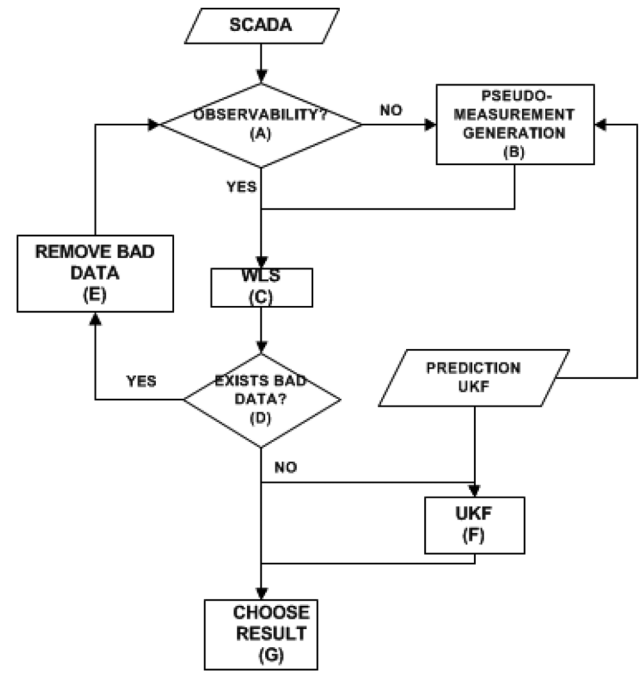 SCADA
OBSERVABILITY?
(A)
NO
PSEUDO-
MEASUREMENT
GENERATION
(B)
YES
REMOVE BAD
DATA
(E)
WLS
(C)
YES
EXISTS BAD
DATA?
(D)
PREDICTION
UKF
NO
UKF
(F)
CHOOSE
RESULT
(G)